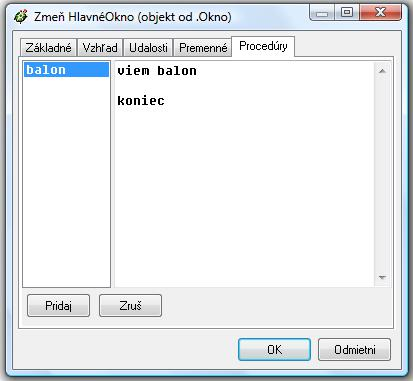 Zmeň HlavnéOkno (objekt od .Okno)
Základné Vzhľad Udalosti Premenné Procedúry
balon
viem balon
koniec
Pridaj Zruš
OK Odmietni